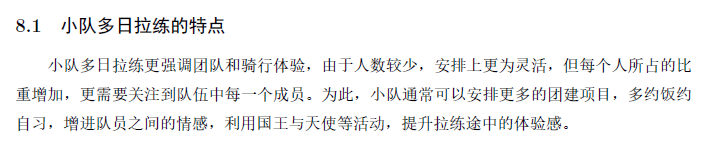 8.1 小队多日拉练的特点
小队多日拉练更强调团队和骑行体验，由于人数较少，安排上更为灵活，但每个人所占的比
重增加，更需要关注到队伍中每一个成员。为此，小队通常可以安排更多的团建项目，多约饭约
自习，增进队员之间的情感，利用国王与天使等活动，提升拉练途中的体验感。